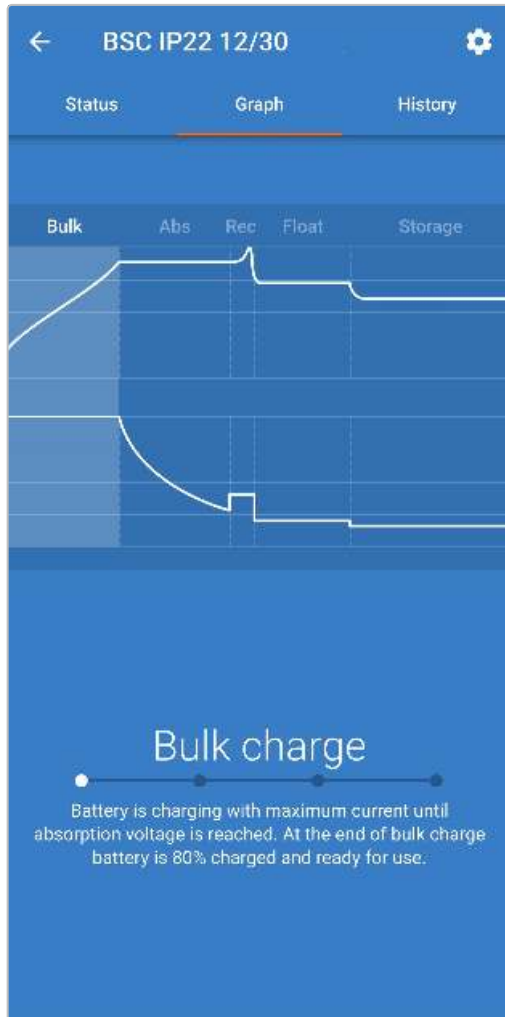 BSC IP22 12/30
Status Graph History
Bulk Abs Rec Float Storage
Bulk charge
Battery is charging with maximum current until
absorption voltage is reached. At the end of bulk charge
battery is 80% charged and ready for use.